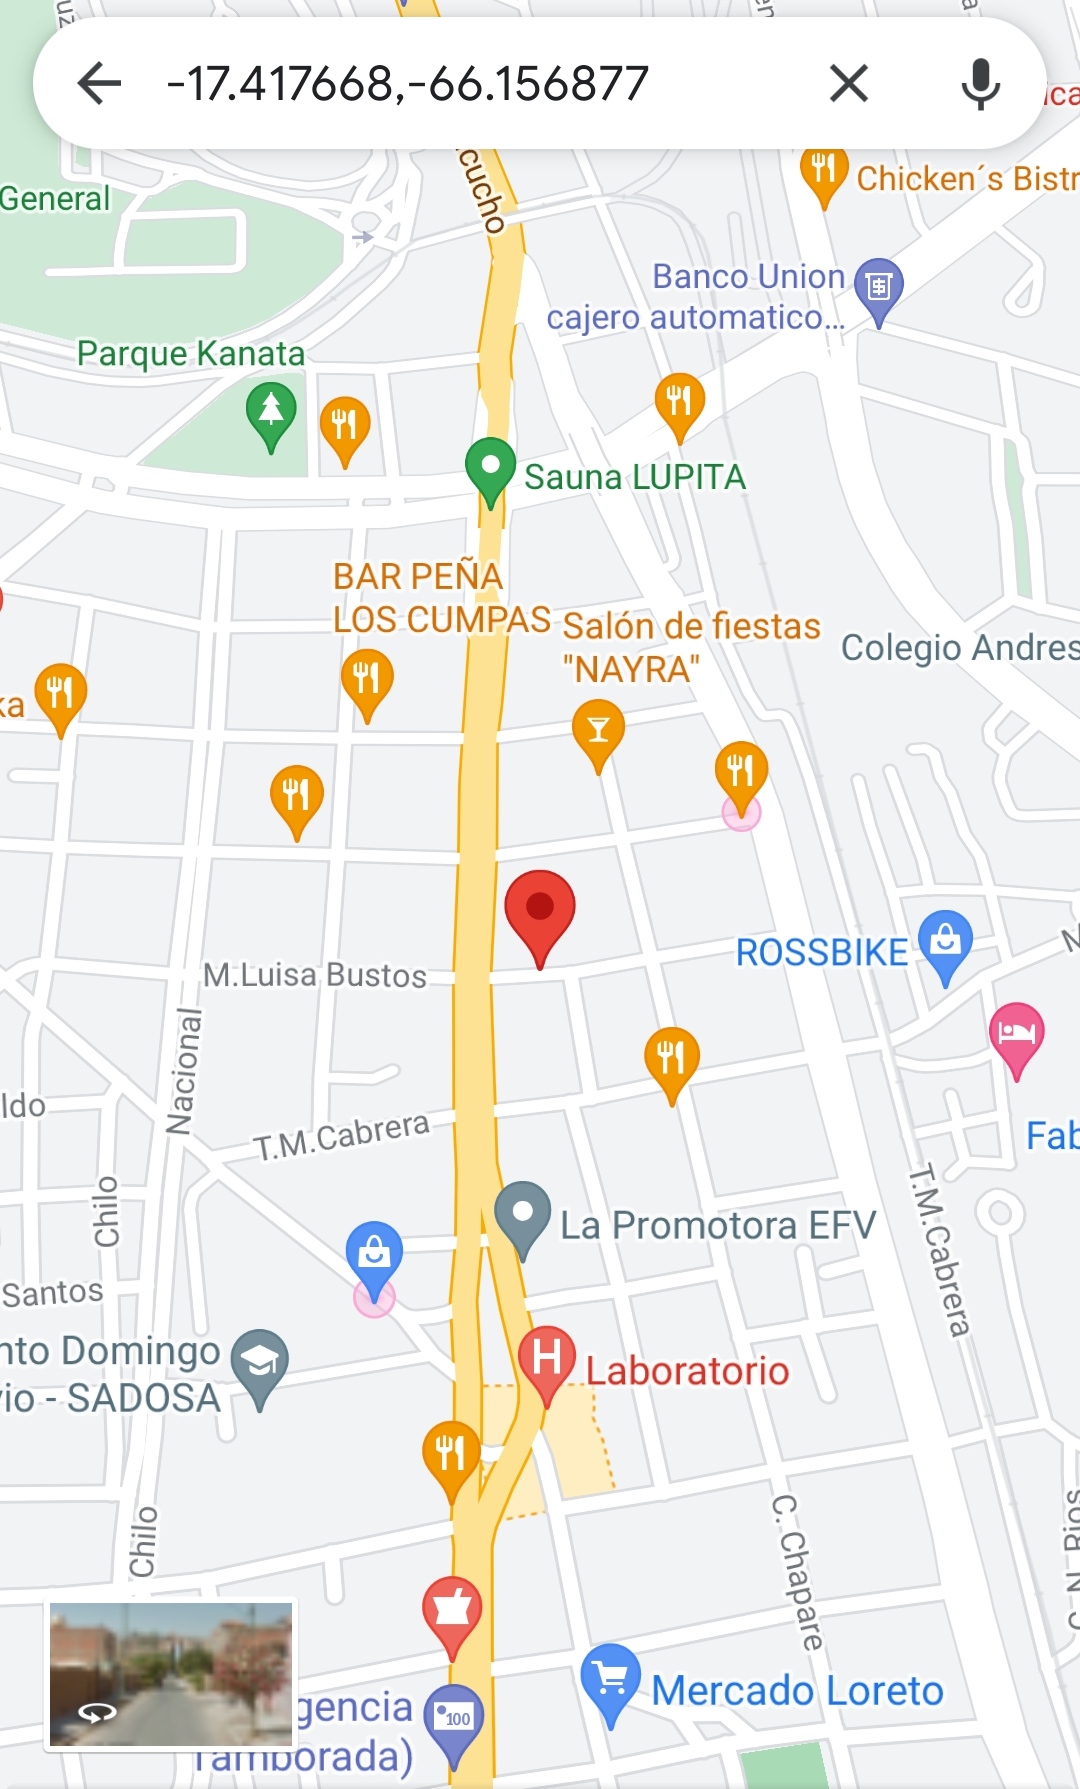 -17.417668,-66.156877
General
cucho
Chicken´s Bistr
Banco Union
cajero automatico...
Parque Kanata
Sauna LUPITA
BAR PEÑA
LOS CUMPAS
Salón de fiestas
"NAYRA"
Colegio Andres
ka
ROSSBIKE
M.Luisa Bustos
Nacional
ldo
T.M.Cabrera
Fab
Chilo
La Promotora EFV
T.M.Cabrera
Santos
nto Domingo
vio - SADOSA
Laboratorio
Chilo
C. Chapare
Mercado Loreto
gencia
Tamborada)
100